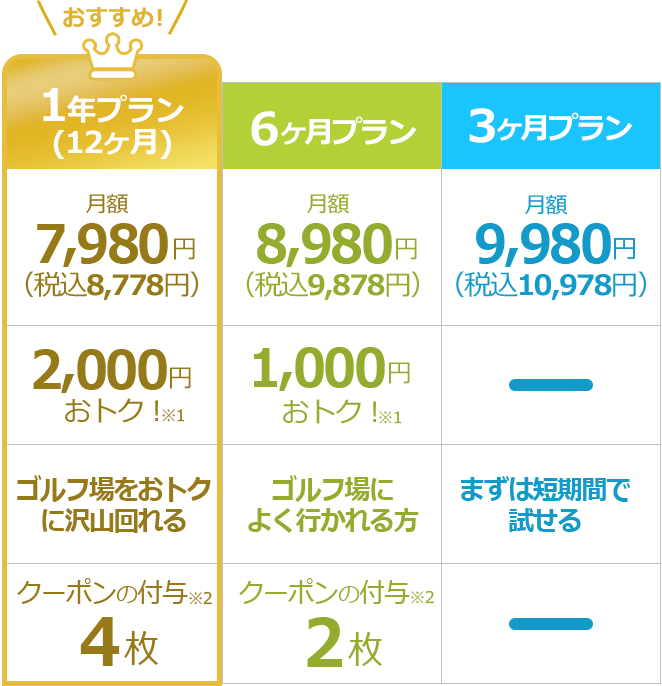 おすすめ!
1年プラン
(12ヶ月)
6ヶ月プラン
3ヶ月プラン
月額
7,980円
(税込8,778円)
月額
8,980円
(税込9,878円)
月額
9,980円
(税込10,978円)
2,000円
おトク!※1
1,000円
おトク!※1
ゴルフ場をおトク
に沢山回れる
ゴルフ場に
よく行かれる方
まずは短期間で
試せる
クーポンの付与※2
4枚
クーポンの付与※2
2枚